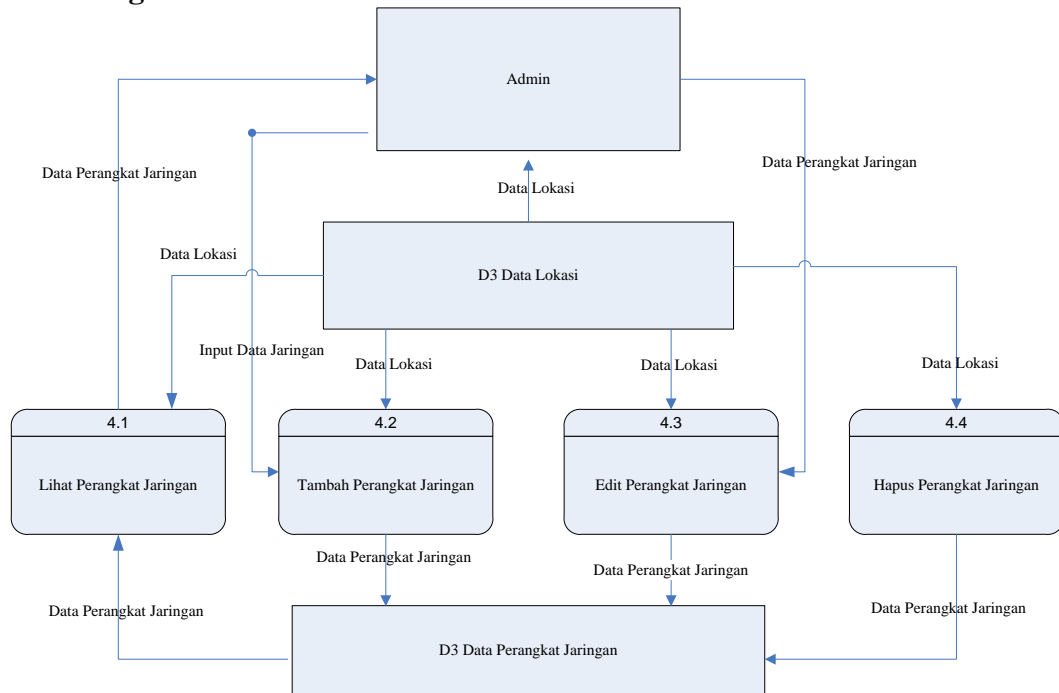 Admin
Data Perangkat Jaringan
Data Perangkat Jaringan
Data Lokasi
Data Lokasi
D3 Data Lokasi
Input Data Jaringan
Data Lokasi
Data Lokasi
Data Lokasi
4.1
4.2
4.3
4.4
Lihat Perangkat Jaringan
Tambah Perangkat Jaringan
Edit Perangkat Jaringan
Hapus Perangkat Jaringan
Data Perangkat Jaringan
Data Perangkat Jaringan
Data Perangkat Jaringan
Data Perangkat Jaringan
D3 Data Perangkat Jaringan